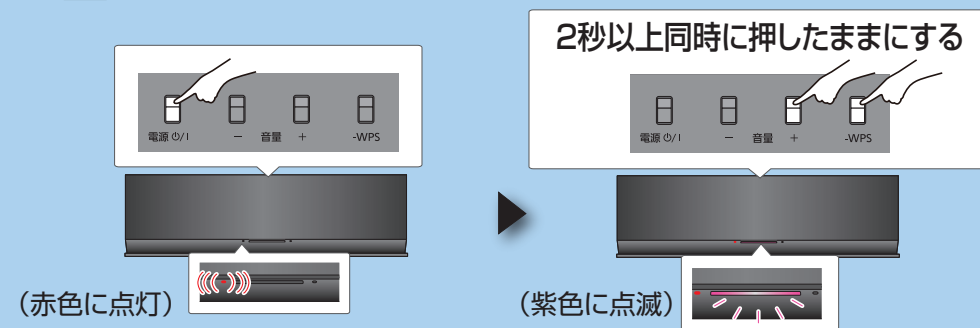 2秒以上同時に押したままにする
電源 ⏻/I － 音量 ＋ -WPS
電源 ⏻/I － 音量 ＋ -WPS
（赤色に点灯）
（紫色に点滅）